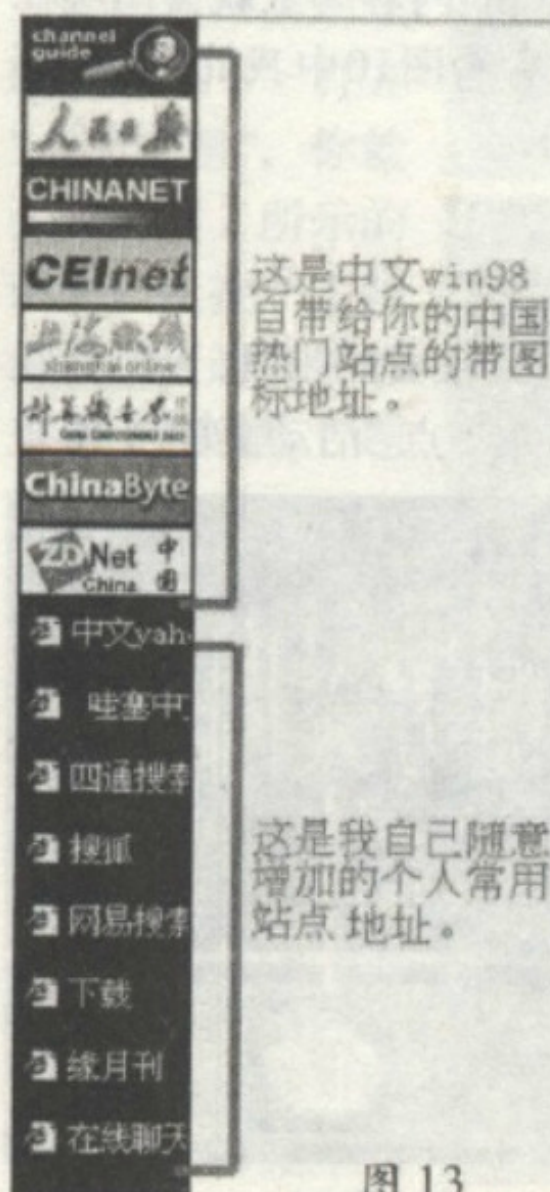 channel
guide
人民日报
CHINANET
CEInet
上海热线
shanghai online
计算机世界
ChinaByte
ZDNet 中国
China
中文yah
哇塞中文
四通搜索
搜狐
网易搜索
下载
缘月刊
在线聊天
这是中文win98
自带给你的中国
热门站点的带图
标地址。
这是我自己随意
增加的个人常用
站点 地址。
图 13